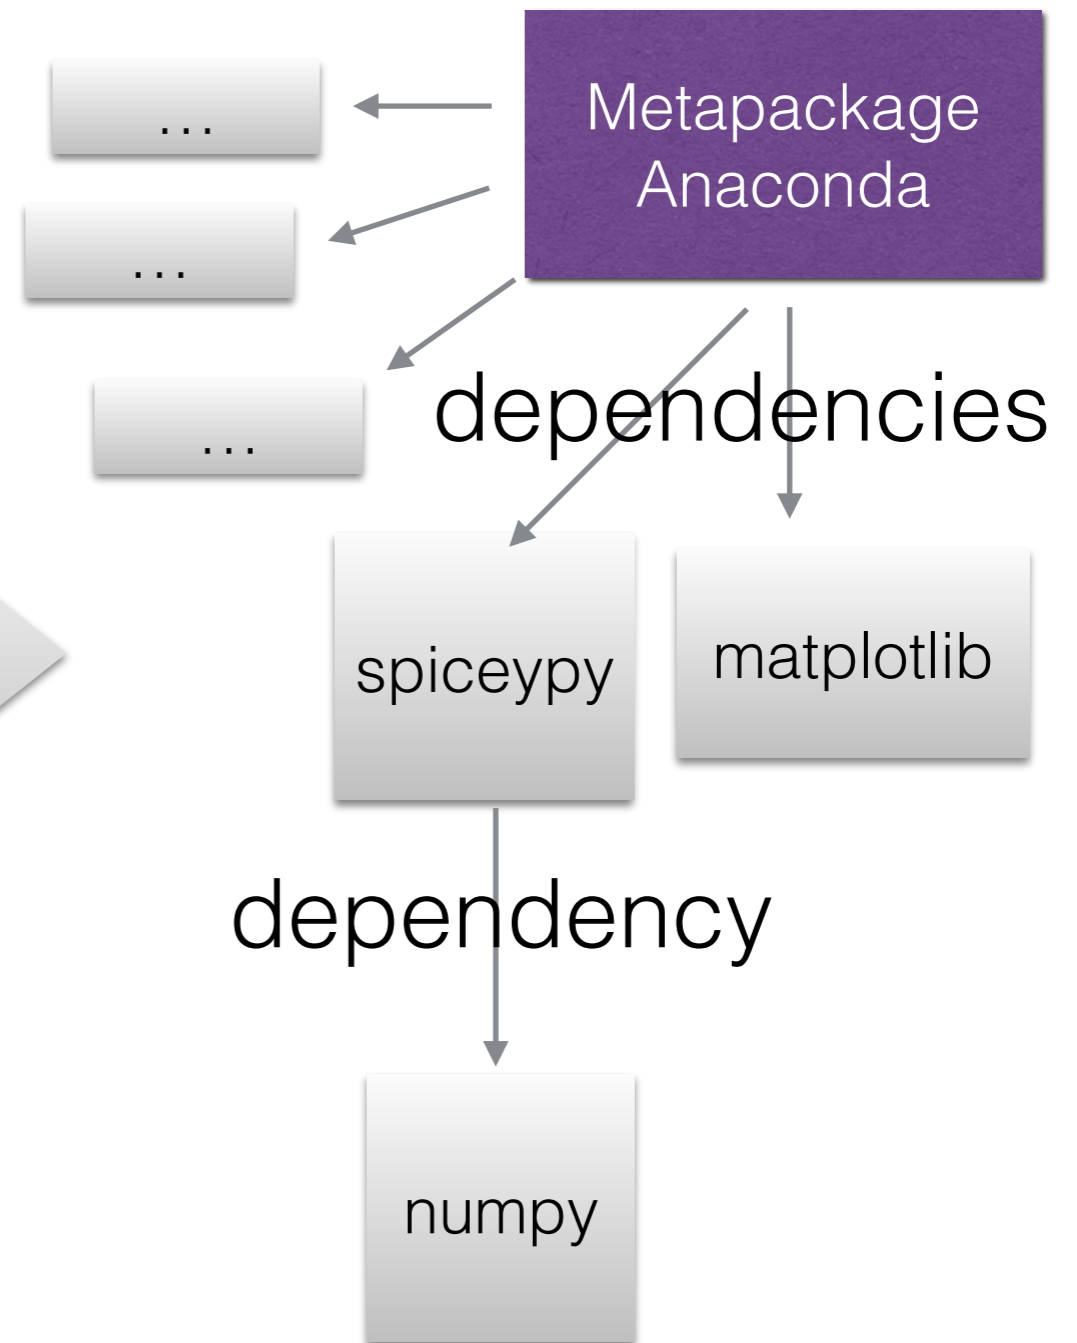 Metapackage
Anaconda
...
...
...
dependencies
spiceypy
matplotlib
dependency
numpy